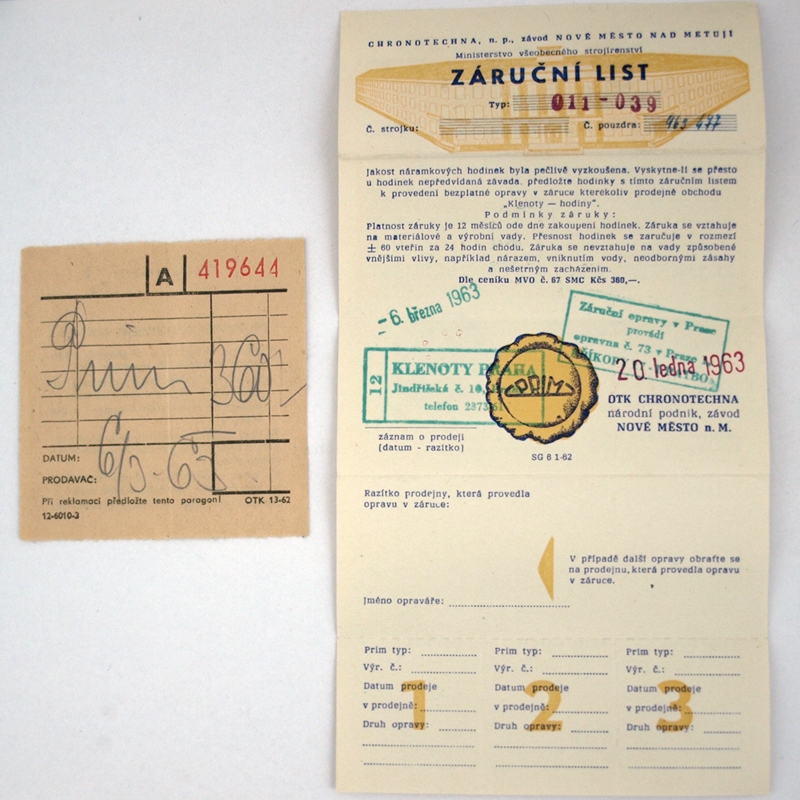 A 419644
Prim 360,-
DATUM: 6/3-63
PRODAVAČ:
Při reklamaci předložte tento paragon! OTK 13-62
12-6010-3
CHRONOTECHNA, n. p., závod NOVÉ MĚSTO NAD METUJÍ
Ministerstvo všeobecného strojírenství
ZÁRUČNÍ LIST
Typ: 011-039
Č. strojku: Č. pouzdra: 463 477
Jakost náramkových hodinek byla pečlivě vyzkoušena. Vyskytne-li se přesto
u hodinek nepředvídaná závada, předložte hodinky s tímto záručním listem
k provedení bezplatné opravy v záruce kterékoliv prodejně obchodu
„Klenoty — hodiny".
Podmínky záruky:
Platnost záruky je 12 měsíců ode dne zakoupení hodinek. Záruka se vztahuje
na materiálové a výrobní vady. Přesnost hodinek se zaručuje v rozmezí
± 60 vteřin za 24 hodin chodu. Záruka se nevztahuje na vady způsobené
vnějšími vlivy, například nárazem, vniknutím vody, neodbornými zásahy
a nešetrným zacházením.
Dle ceníku MVO č. 67 SMC Kčs 360,—.
-6. března 1963
Záruční opravy v Praze
provádí
opravna č. 73 v Praze
20. ledna 1963
12
KLENOTY PRAHA
Jindřišská č. 10,
telefon
PRIM
OTK CHRONOTECHNA
národní podnik, závod
NOVÉ MĚSTO n. M.
záznam o prodeji
(datum - razítko)
SG 6 1-62
Razítko prodejny, která provedla
opravu v záruce:
V případě další opravy obraťte se
na prodejnu, která provedla opravu
v záruce.
Jméno opraváře:
Prim typ: Prim typ: Prim typ:
Výr. č.: Výr. č.: Výr. č.:
Datum prodeje Datum prodeje Datum prodeje
v prodejně: v prodejně: v prodejně:
1 2 3
Druh opravy: Druh opravy: Druh opravy: